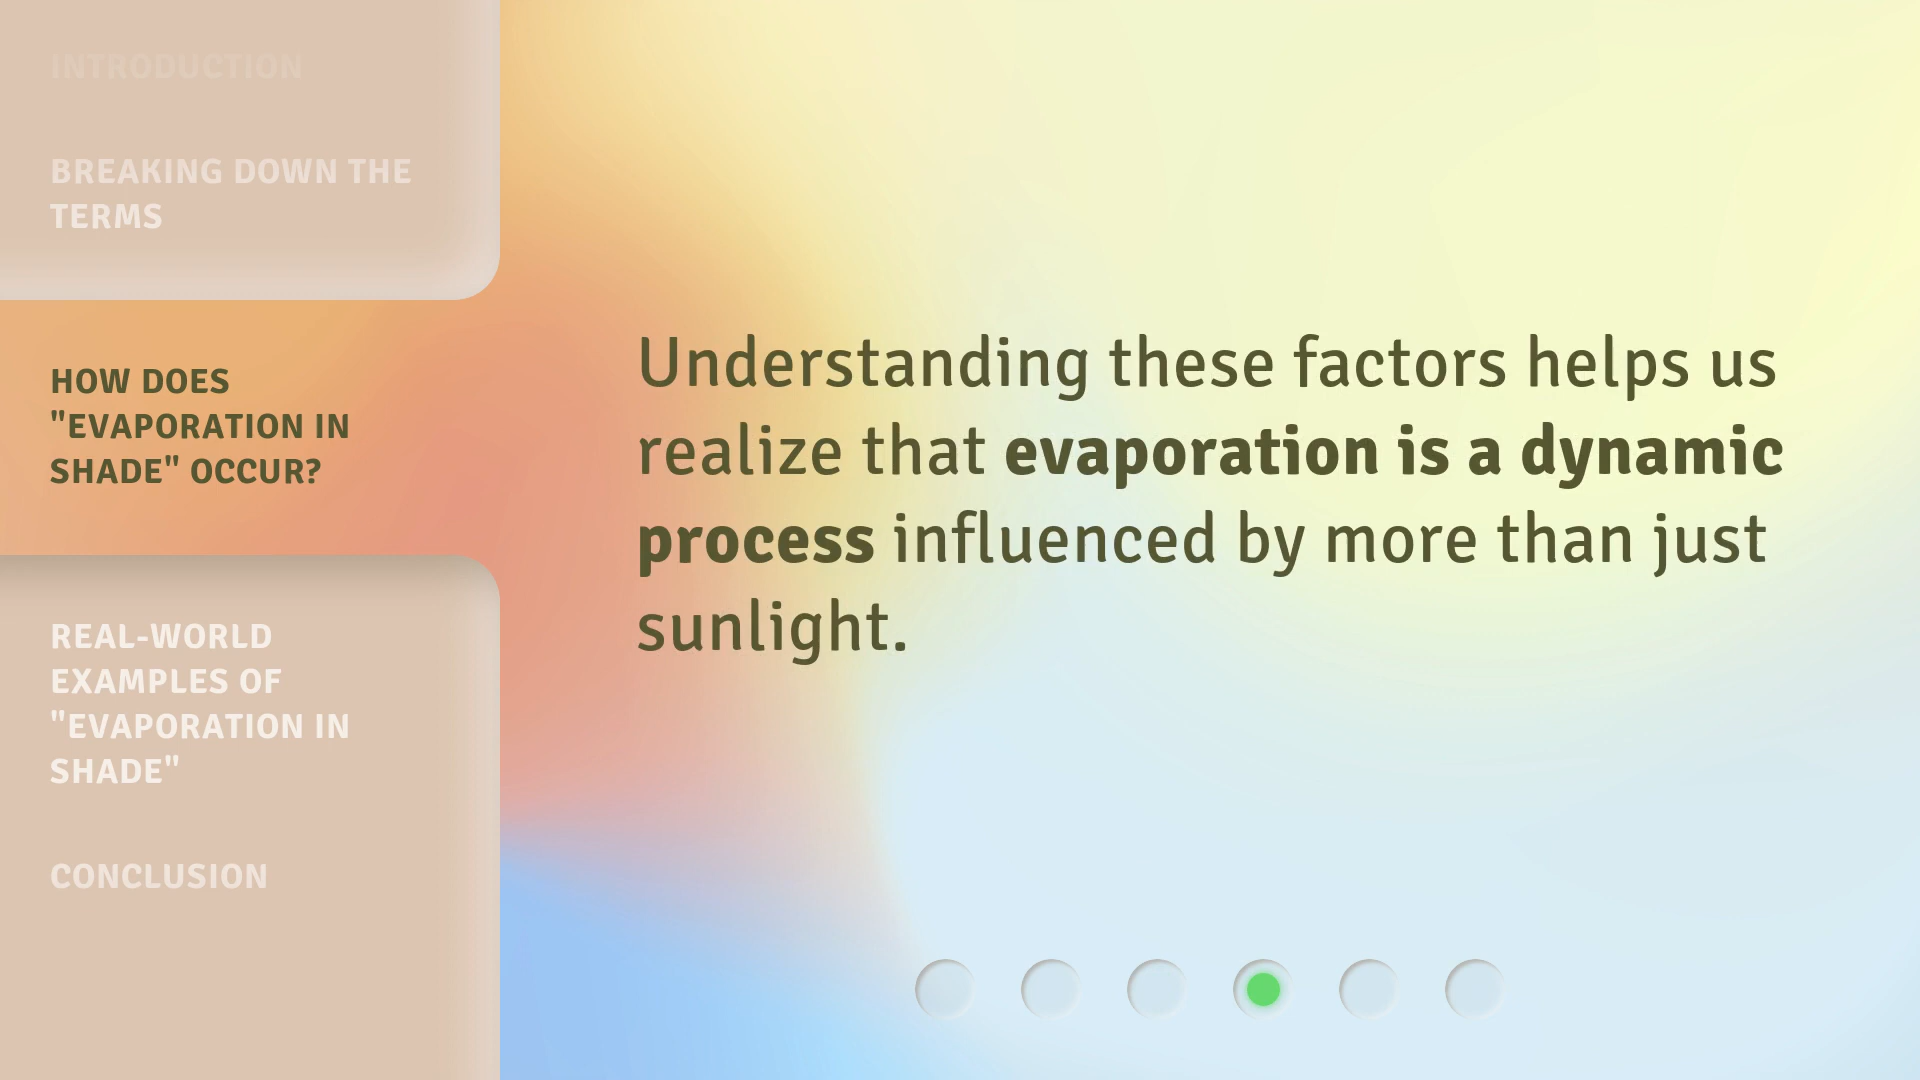 INTRODUCTION
BREAKING DOWN THE
TERMS
HOW DOES
"EVAPORATION IN
SHADE" OCCUR?
REAL-WORLD
EXAMPLES OF
"EVAPORATION IN
SHADE"
CONCLUSION
Understanding these factors helps us
realize that evaporation is a dynamic
process influenced by more than just
sunlight.